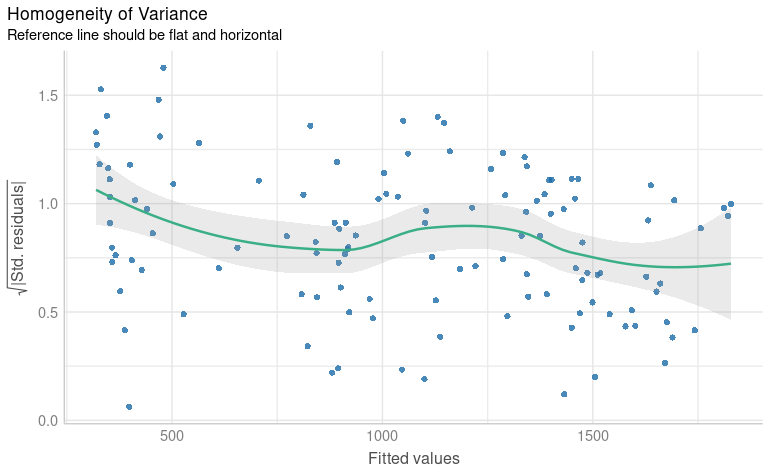 Homogeneity of Variance
Reference line should be flat and horizontal
√|Std. residuals|
1.5
1.0
0.5
0.0
500
1000
1500
Fitted values